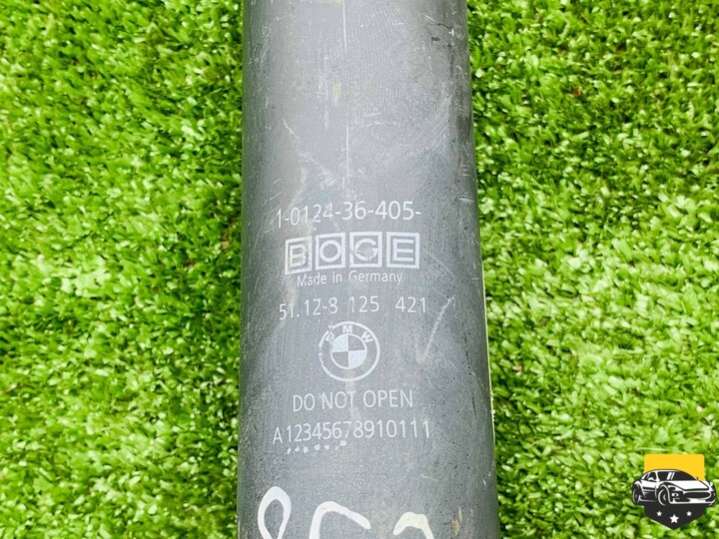 1-0124-36-405-
BOGE
Made in Germany
51.12-8 125 421
BMW
DO NOT OPEN
A12345678910111